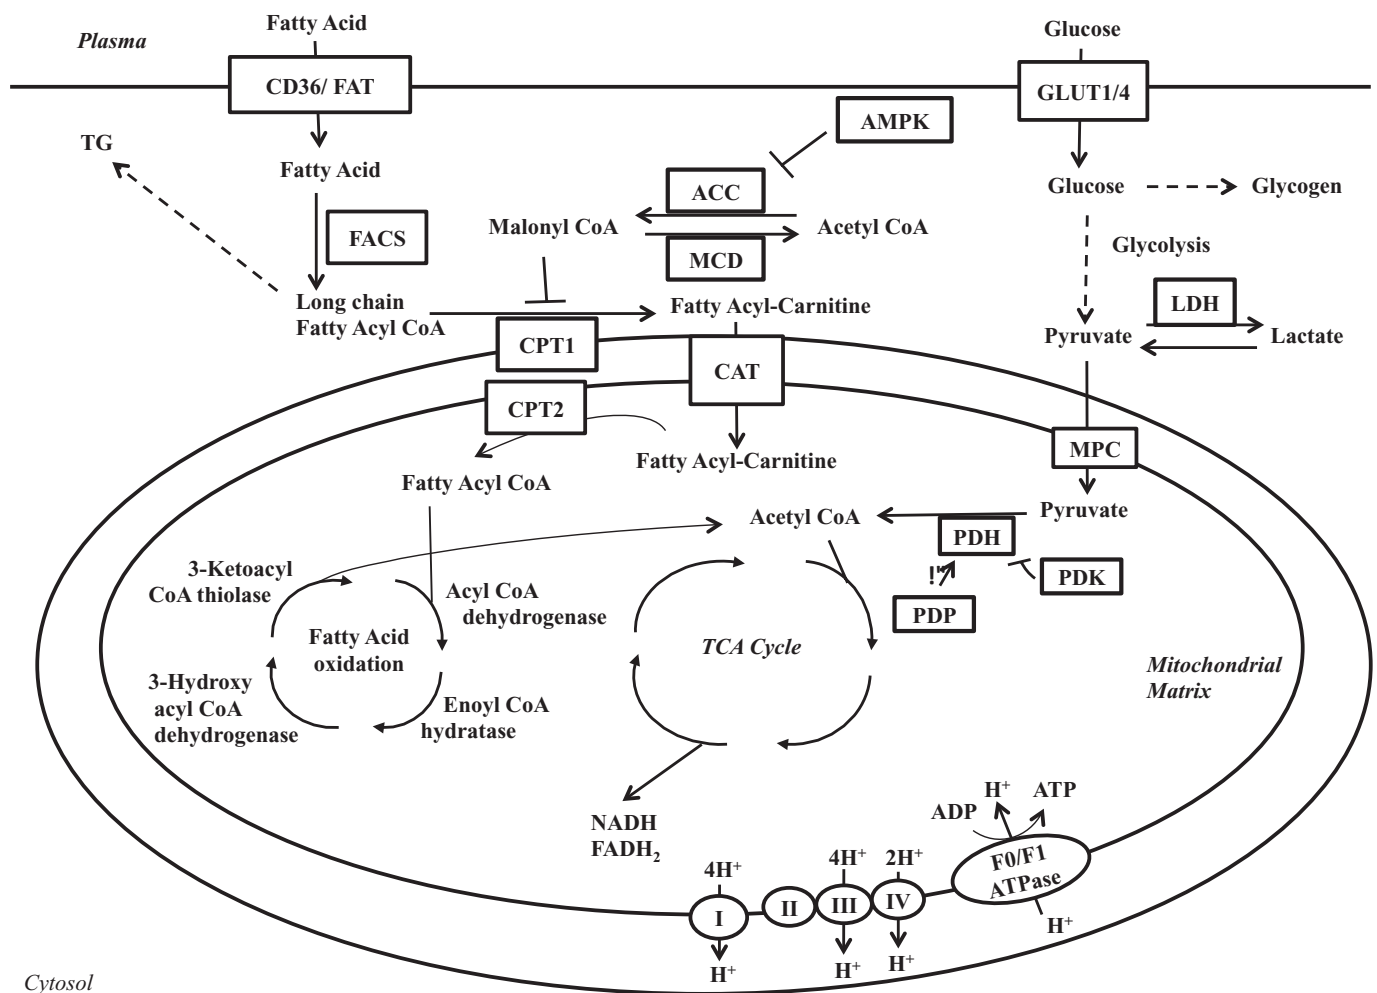 Fatty Acid
Glucose
Plasma
CD36/ FAT
GLUT1/4
AMPK
TG
Fatty Acid
ACC
Glucose
Glycogen
Malonyl CoA
Acetyl CoA
FACS
Glycolysis
MCD
Long chain
Fatty Acyl CoA
Fatty Acyl-Carnitine
LDH
Pyruvate
Lactate
CPT1
CAT
CPT2
MPC
Fatty Acyl-Carnitine
Fatty Acyl CoA
Acetyl CoA
Pyruvate
PDH
3-Ketoacyl
CoA thiolase
Acyl CoA
dehydrogenase
!"
PDK
PDP
Fatty Acid
oxidation
TCA Cycle
Mitochondrial
Matrix
3-Hydroxy
acyl CoA
dehydrogenase
Enoyl CoA
hydratase
NADH
FADH₂
H⁺
ATP
ADP
F0/F1
ATPase
4H⁺
4H⁺
2H⁺
I
II
III
IV
H⁺
H⁺
H⁺
H⁺
Cytosol